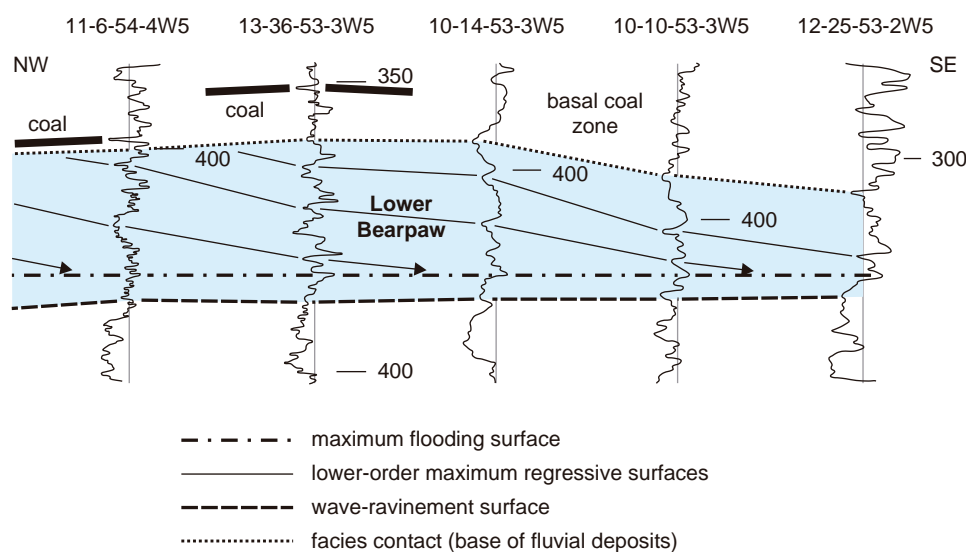 11-6-54-4W5 13-36-53-3W5 10-14-53-3W5 10-10-53-3W5 12-25-53-2W5
NW SE
350
coal coal basal coal
zone
400 400 300
Lower
Bearpaw
400
400
maximum flooding surface
lower-order maximum regressive surfaces
wave-ravinement surface
facies contact (base of fluvial deposits)